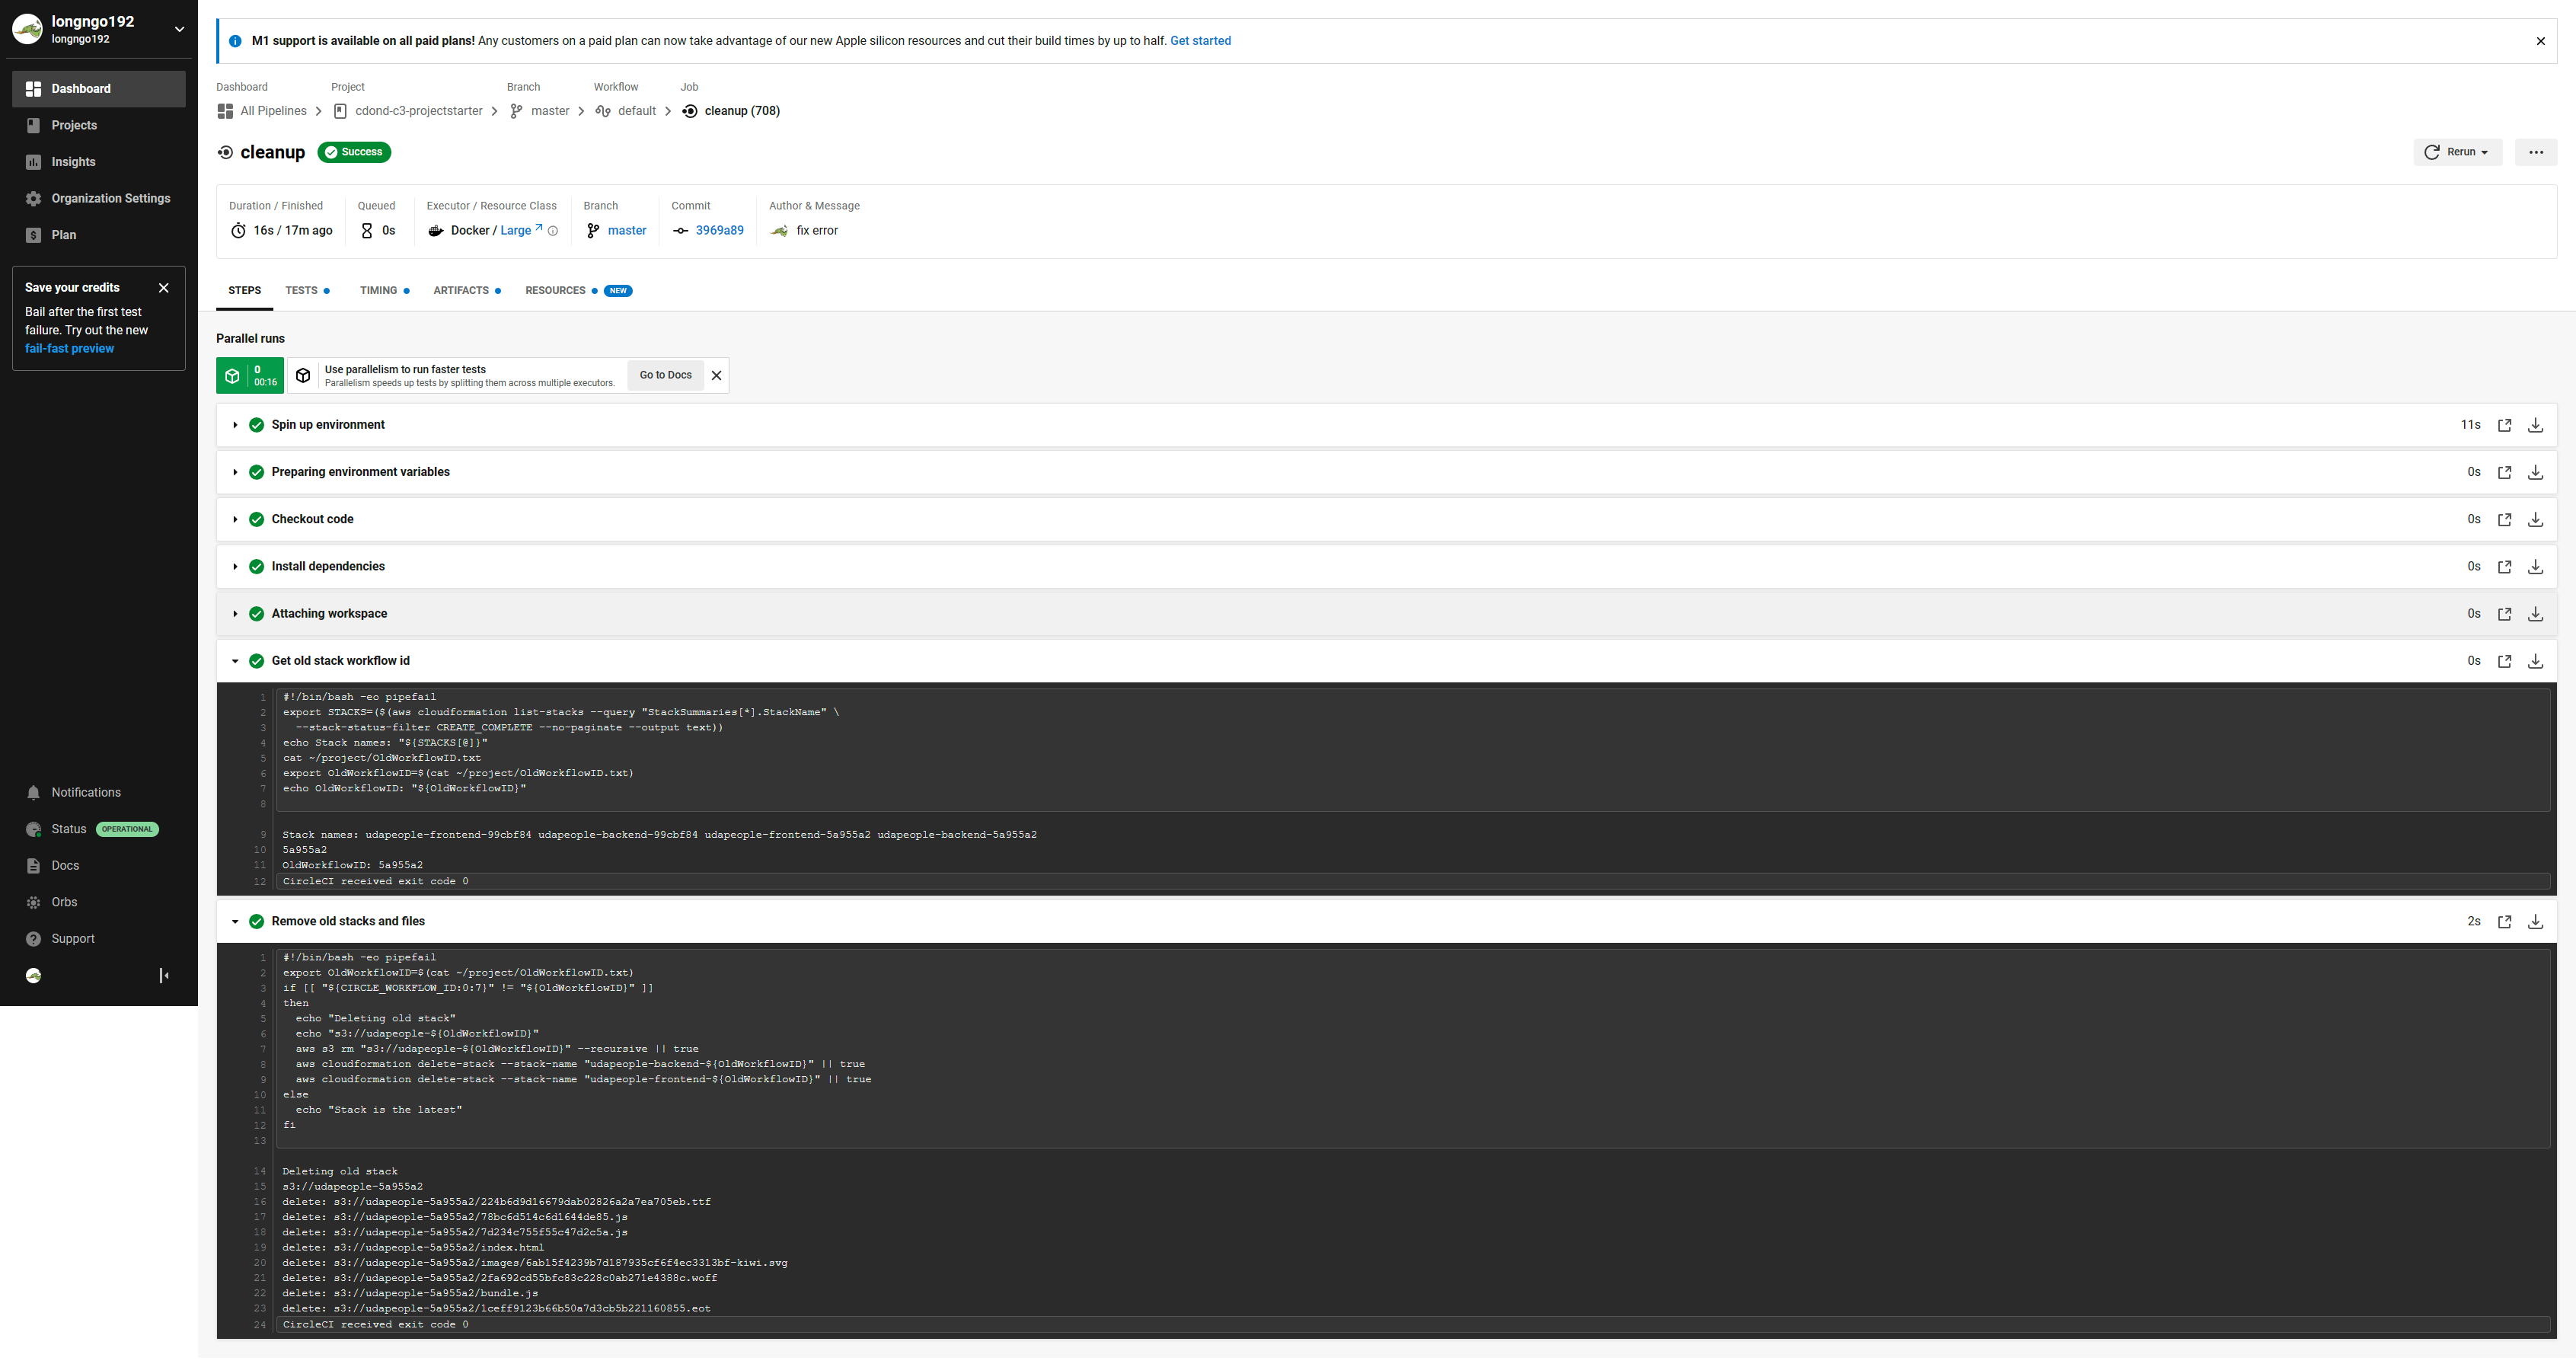 longngo192
longngo192
Dashboard
Projects
Insights
Organization Settings
Plan
Save your credits
Bail after the first test
failure. Try out the new
fail-fast preview
Notifications
Status OPERATIONAL
Docs
Orbs
Support
M1 support is available on all paid plans! Any customers on a paid plan can now take advantage of our new Apple silicon resources and cut their build times by up to half. Get started
Dashboard Project Branch Workflow Job
All Pipelines cdond-c3-projectstarter master default cleanup (708)
cleanup Success
Rerun
Duration / Finished Queued Executor / Resource Class Branch Commit Author & Message
16s / 17m ago 0s Docker / Large master 3969a89 fix error
STEPS TESTS TIMING ARTIFACTS RESOURCES NEW
Parallel runs
0
00:16
Use parallelism to run faster tests
Parallelism speeds up tests by splitting them across multiple executors.
Go to Docs
Spin up environment 11s
Preparing environment variables 0s
Checkout code 0s
Install dependencies 0s
Attaching workspace 0s
Get old stack workflow id 0s
1 #!/bin/bash -eo pipefail
2 export STACKS=($(aws cloudformation list-stacks --query "StackSummaries[*].StackName" \
3 --stack-status-filter CREATE_COMPLETE --no-paginate --output text))
4 echo Stack names: "${STACKS[@]}"
5 cat ~/project/OldWorkflowID.txt
6 export OldWorkflowID=$(cat ~/project/OldWorkflowID.txt)
7 echo OldWorkflowID: "${OldWorkflowID}"
8
9 Stack names: udapeople-frontend-99cbf84 udapeople-backend-99cbf84 udapeople-frontend-5a955a2 udapeople-backend-5a955a2
10 5a955a2
11 OldWorkflowID: 5a955a2
12 CircleCI received exit code 0
Remove old stacks and files 2s
1 #!/bin/bash -eo pipefail
2 export OldWorkflowID=$(cat ~/project/OldWorkflowID.txt)
3 if [[ "${CIRCLE_WORKFLOW_ID:0:7}" != "${OldWorkflowID}" ]]
4 then
5 echo "Deleting old stack"
6 echo "s3://udapeople-${OldWorkflowID}"
7 aws s3 rm "s3://udapeople-${OldWorkflowID}" --recursive || true
8 aws cloudformation delete-stack --stack-name "udapeople-backend-${OldWorkflowID}" || true
9 aws cloudformation delete-stack --stack-name "udapeople-frontend-${OldWorkflowID}" || true
10 else
11 echo "Stack is the latest"
12 fi
13
14 Deleting old stack
15 s3://udapeople-5a955a2
16 delete: s3://udapeople-5a955a2/224b6d9d16679dab02826a2a7ea705eb.ttf
17 delete: s3://udapeople-5a955a2/78bc6d514c6d1644de85.js
18 delete: s3://udapeople-5a955a2/7d234c755f55c47d2c5a.js
19 delete: s3://udapeople-5a955a2/index.html
20 delete: s3://udapeople-5a955a2/images/6ab15f4239b7d187935cf6f4ec3313bf-kiwi.svg
21 delete: s3://udapeople-5a955a2/2fa692cd55bfc83c228c0ab271e4388c.woff
22 delete: s3://udapeople-5a955a2/bundle.js
23 delete: s3://udapeople-5a955a2/1ceff9123b66b50a7d3cb5b221160855.eot
24 CircleCI received exit code 0